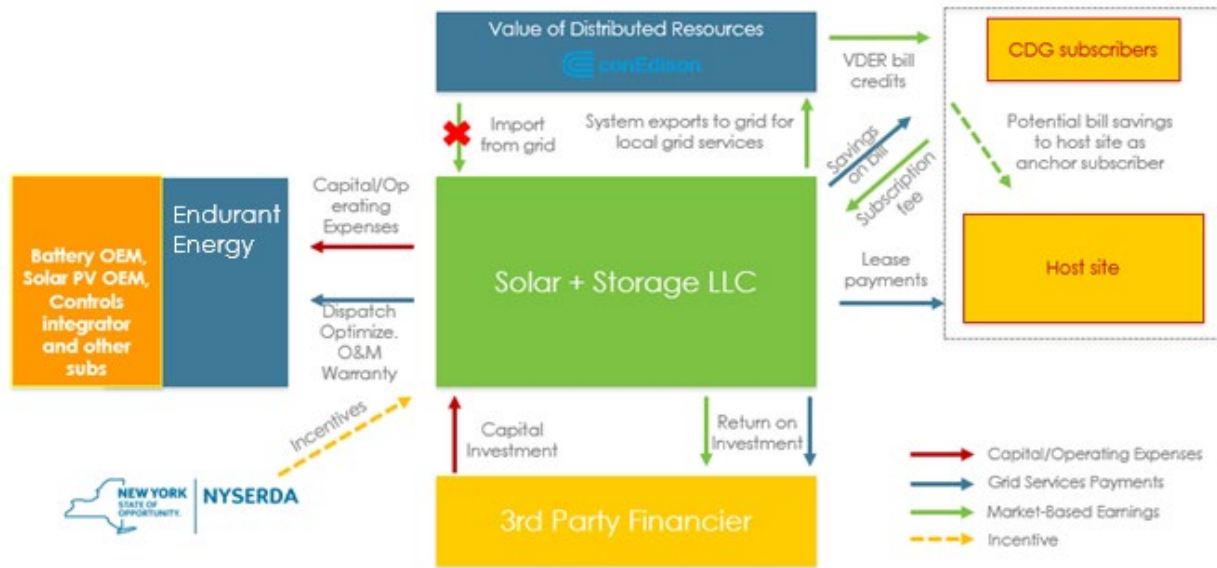 Value of Distributed Resources
conEdison
VDER bill
credits
CDG subscribers
Import
from grid
System exports to grid for
local grid services
Savings
on bill
Subscription
fee
Potential bill savings
to host site as
anchor subscriber
Capital/Op
erating
Expenses
Endurant
Energy
Battery OEM,
Solar PV OEM,
Controls
integrator
and other
subs
Solar + Storage LLC
Lease
payments
Host site
Dispatch
Optimize.
O&M
Warranty
Incentives
Capital
Investment
Return on
Investment
NEW YORK
STATE OF
OPPORTUNITY.
NYSERDA
3rd Party Financier
Capital/Operating Expenses
Grid Services Payments
Market-Based Earnings
Incentive